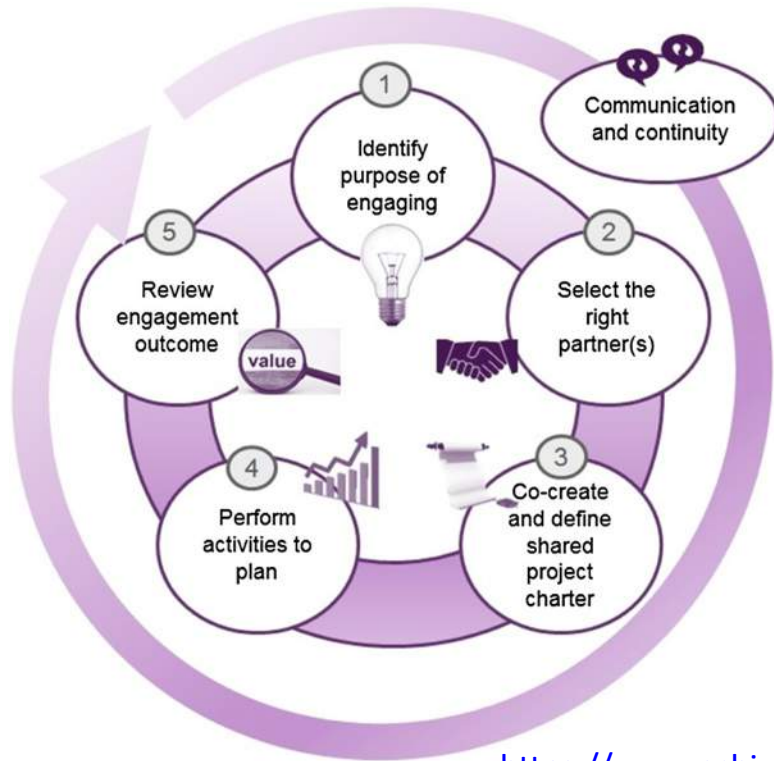 Communication
and continuity
1
Identify
purpose of
engaging
2
Select the
right
partner(s)
3
Co-create
and define
shared
project
charter
4
Perform
activities to
plan
5
Review
engagement
outcome
value